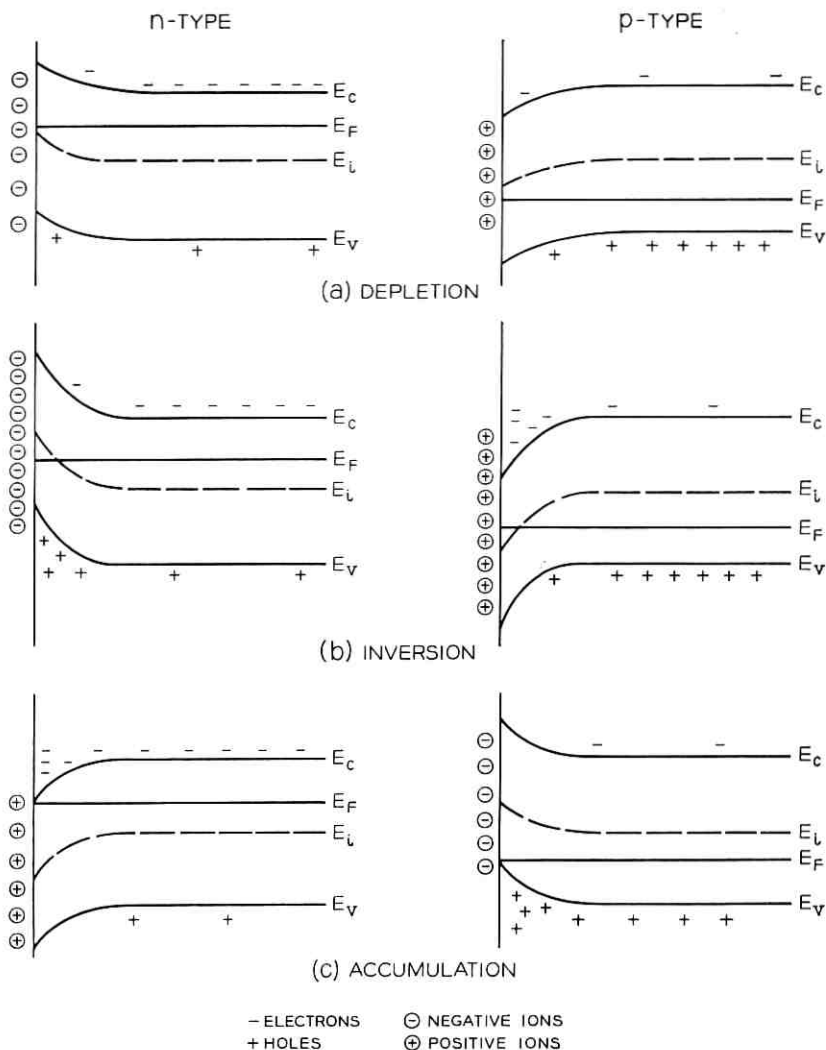 n-TYPE
p-TYPE
E_c
E_F
E_i
E_v
E_c
E_i
E_F
E_v
(a) DEPLETION
E_c
E_F
E_i
E_v
E_c
E_i
E_F
E_v
(b) INVERSION
E_c
E_F
E_i
E_v
E_c
E_i
E_F
E_v
(c) ACCUMULATION
− ELECTRONS
⊖ NEGATIVE IONS
+ HOLES
⊕ POSITIVE IONS